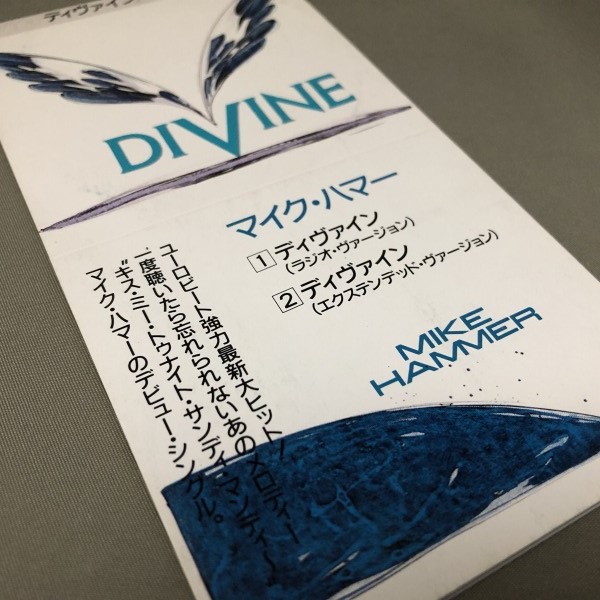 ディヴァイン
DIVINE
マイク・ハマー
1 ディヴァイン
(ラジオ・ヴァージョン)
2 ディヴァイン
(エクステンデッド・ヴァージョン)
MIKE
HAMMER
ユーロビート強力最新大ヒット!
一度聴いたら忘れられないあのメロディー
“キス・ミー・トゥナイト・サンディ・マンディ〜”
マイク・ハマーのデビュー・シングル。